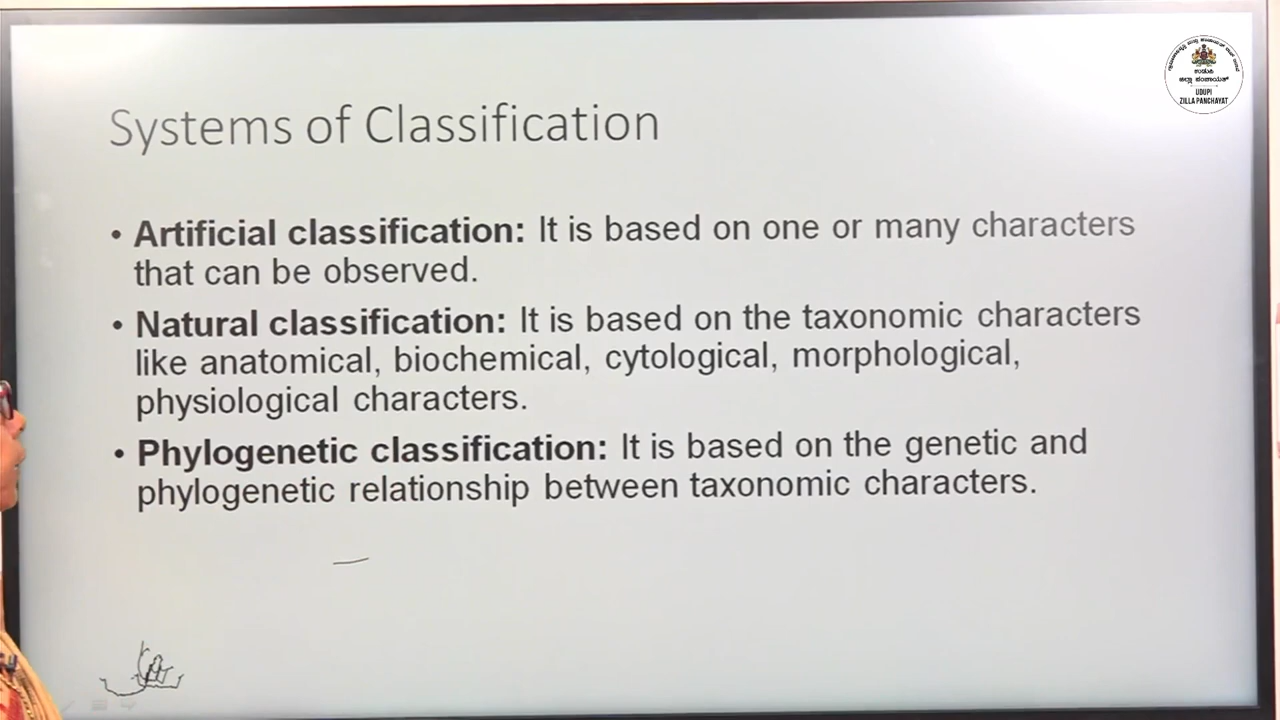 ಉಡುಪಿ
ಜಿಲ್ಲಾ ಪಂಚಾಯತ್
UDUPI
ZILLA PANCHAYAT
Systems of Classification
• Artificial classification: It is based on one or many characters
that can be observed.
• Natural classification: It is based on the taxonomic characters
like anatomical, biochemical, cytological, morphological,
physiological characters.
• Phylogenetic classification: It is based on the genetic and
phylogenetic relationship between taxonomic characters.